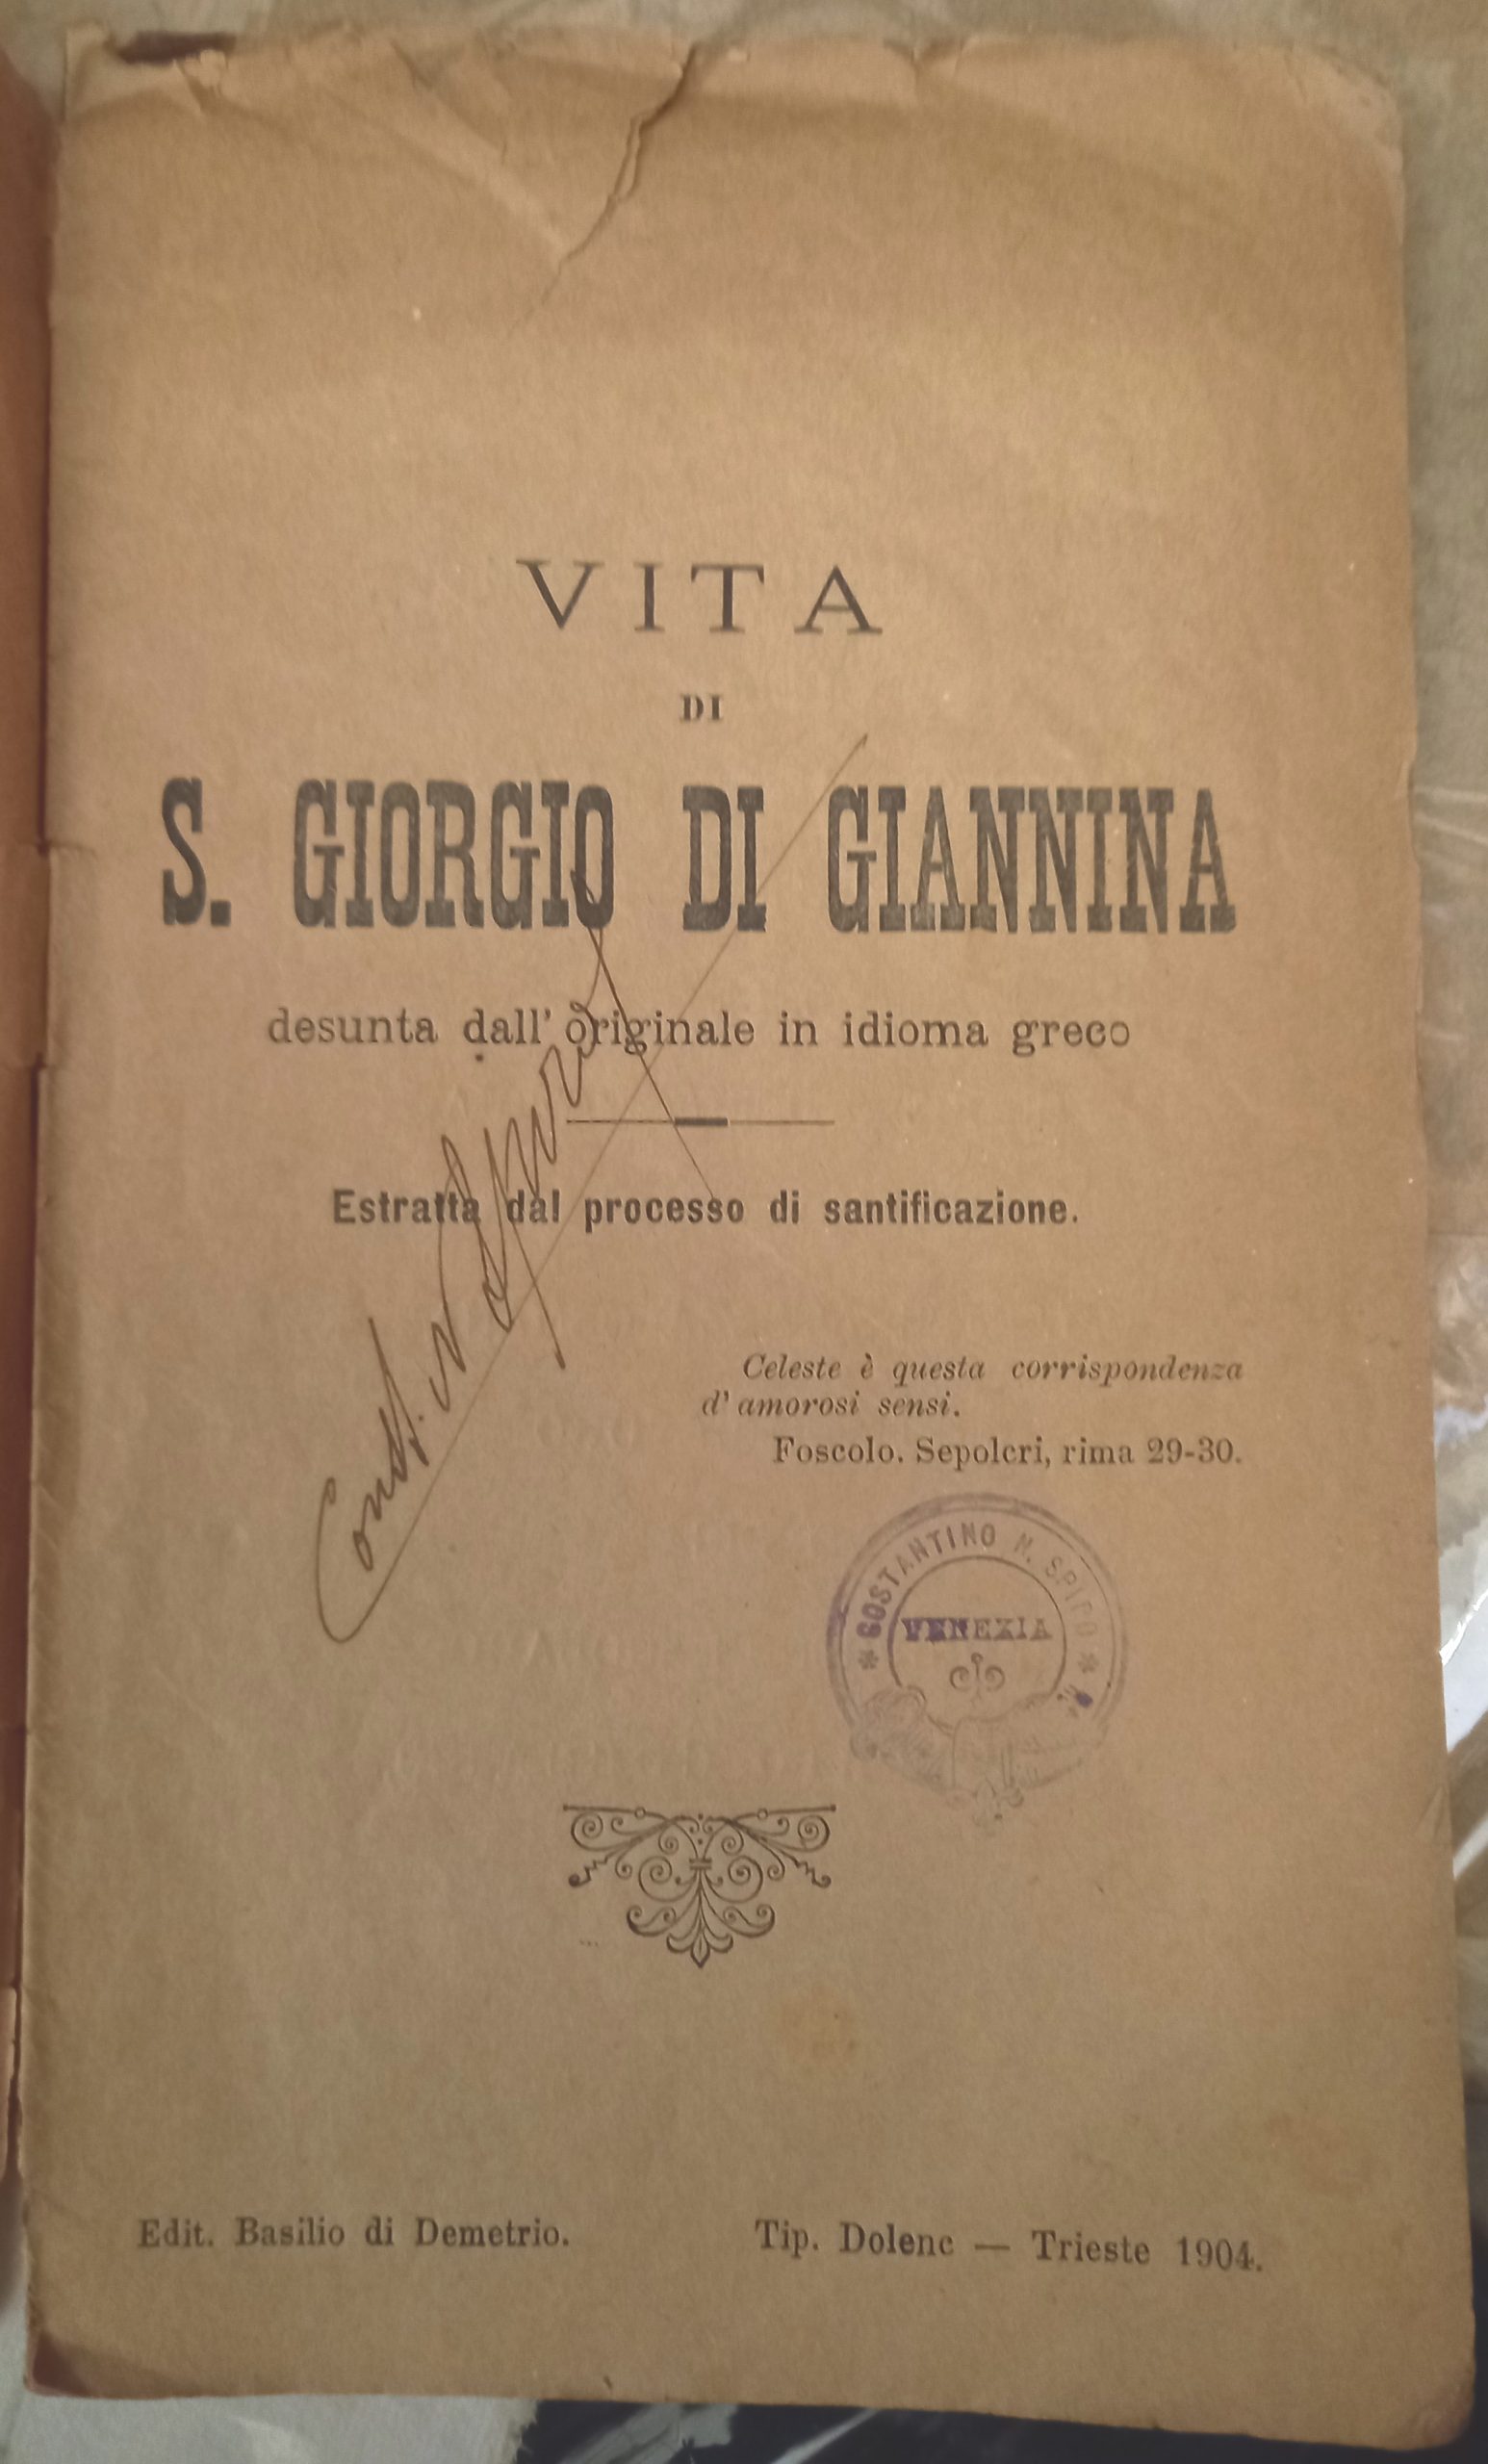 VITA
DI
S. GIORGIO DI GIANNINA
desunta dall' originale in idioma greco
Estratta dal processo di santificazione.
Celeste è questa corrispondenza
d' amorosi sensi.
Foscolo. Sepolcri, rima 29-30.
COSTANTINO N. SPIRO
VENEXIA
Edit. Basilio di Demetrio.
Tip. Dolenc — Trieste 1904.